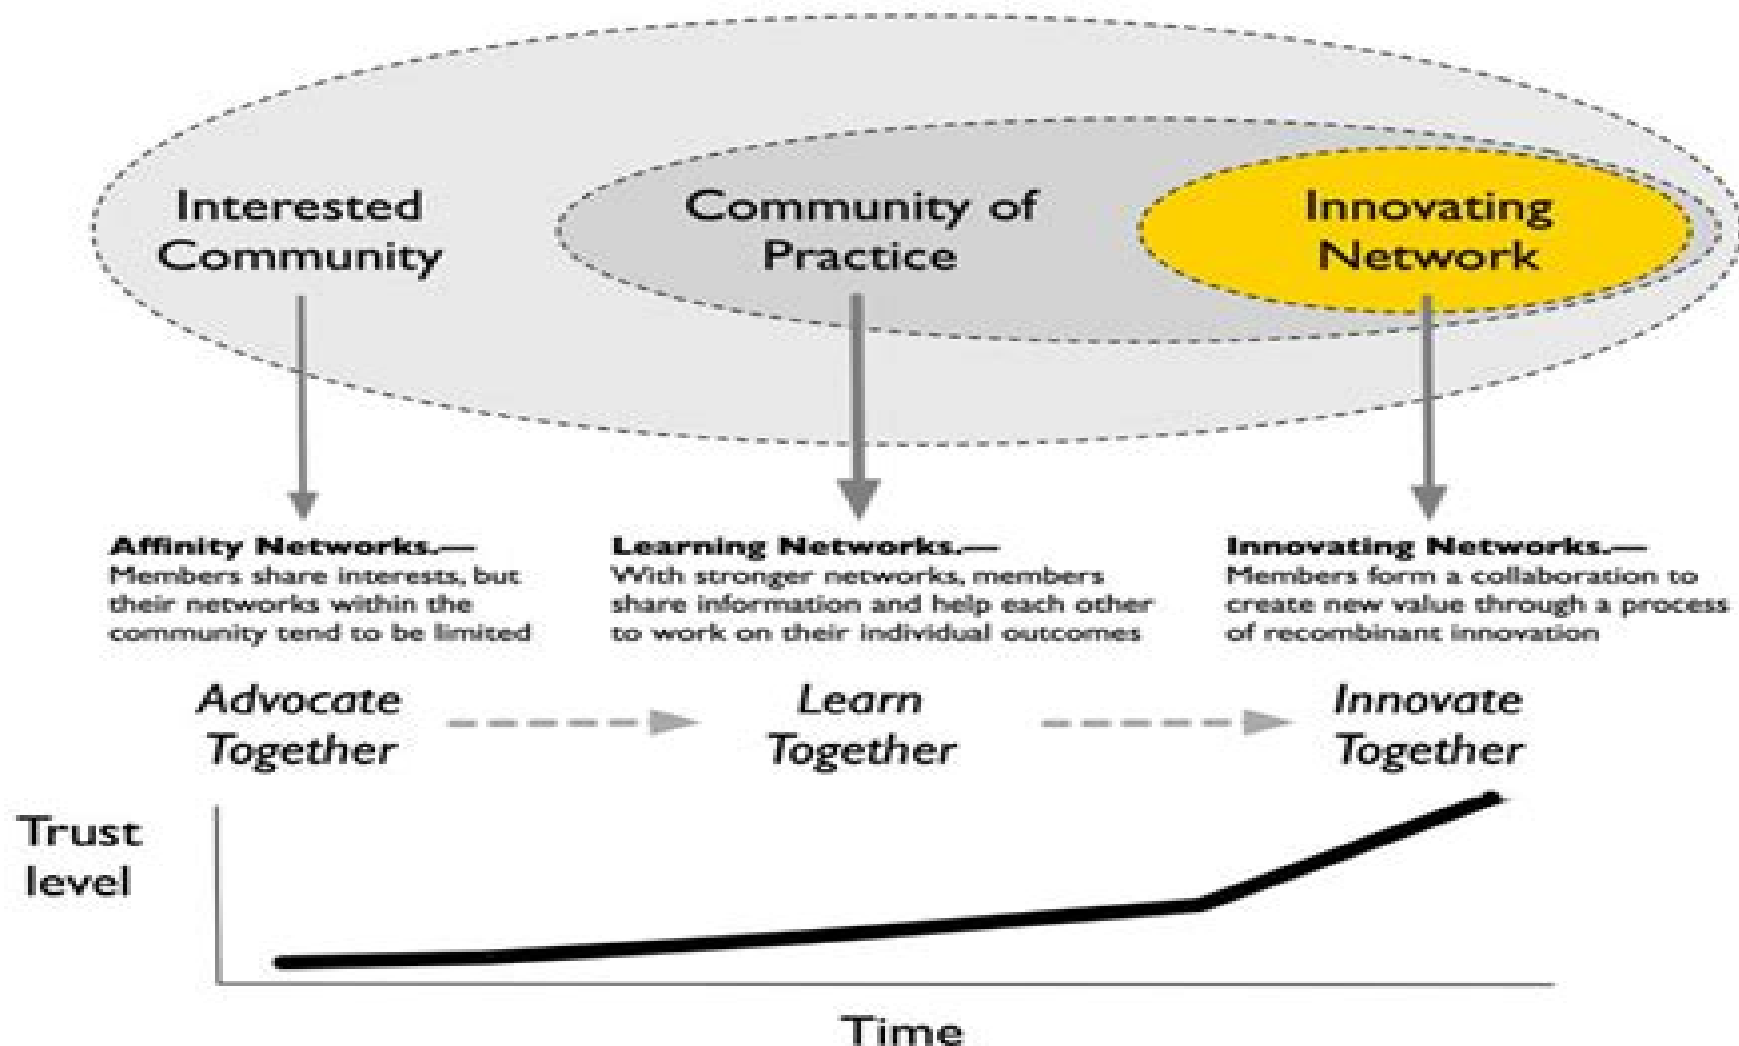 Interested
Community
Community of
Practice
Innovating
Network
Affinity Networks.—
Members share interests, but
their networks within the
community tend to be limited
Learning Networks.—
With stronger networks, members
share information and help each other
to work on their individual outcomes
Innovating Networks.—
Members form a collaboration to
create new value through a process
of recombinant innovation
Advocate
Together
Learn
Together
Innovate
Together
Trust
level
Time